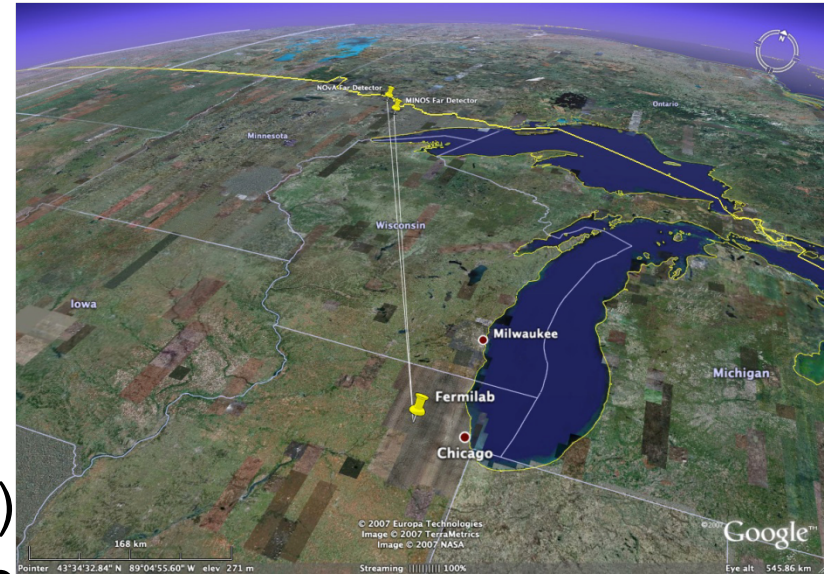 N
NOvA Far Detector
MINOS Far Detector
Ontario
Minnesota
Wisconsin
Iowa
Milwaukee
Michigan
Fermilab
Chicago
)
© 2007 Europa Technologies
Image © 2007 TerraMetrics
Image © 2007 NASA
©2007 Google™
168 km
Pointer 43°34'32.84" N 89°04'55.60" W elev 271 m
Streaming |||||||||| 100%
Eye alt 545.86 km